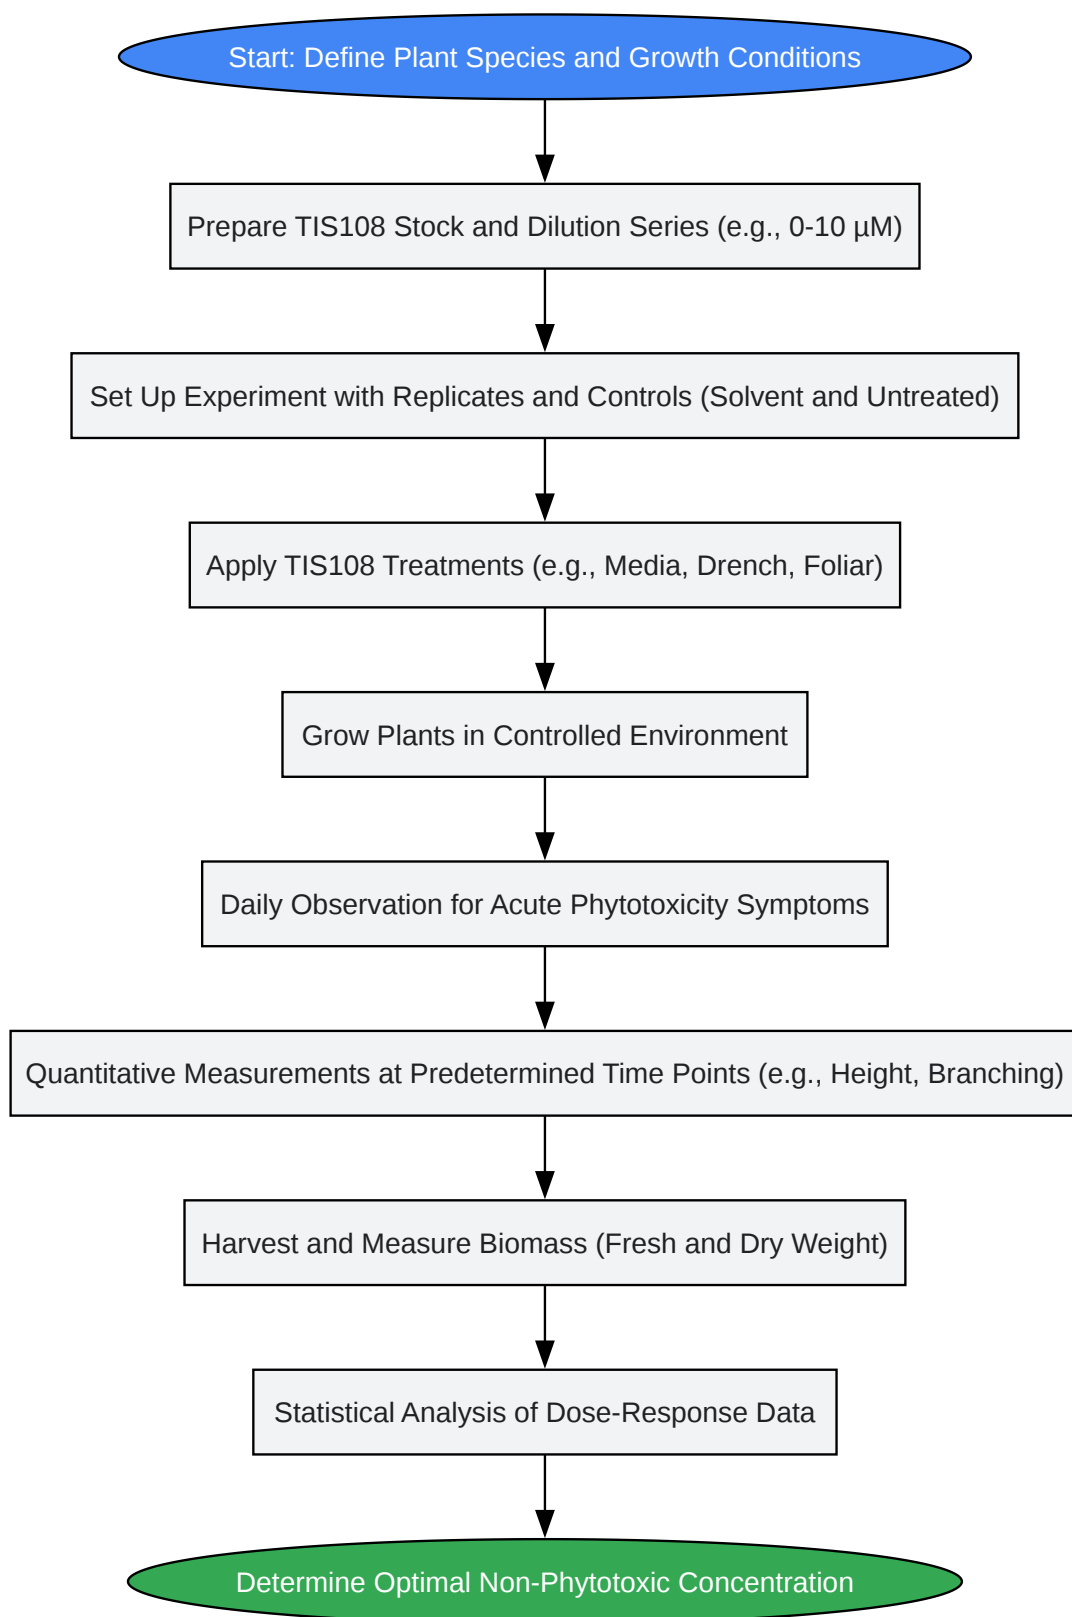 Start: Define Plant Species and Growth Conditions
Prepare TIS108 Stock and Dilution Series (e.g., 0-10 µM)
Set Up Experiment with Replicates and Controls (Solvent and Untreated)
Apply TIS108 Treatments (e.g., Media, Drench, Foliar)
Grow Plants in Controlled Environment
Daily Observation for Acute Phytotoxicity Symptoms
Quantitative Measurements at Predetermined Time Points (e.g., Height, Branching)
Harvest and Measure Biomass (Fresh and Dry Weight)
Statistical Analysis of Dose-Response Data
Determine Optimal Non-Phytotoxic Concentration